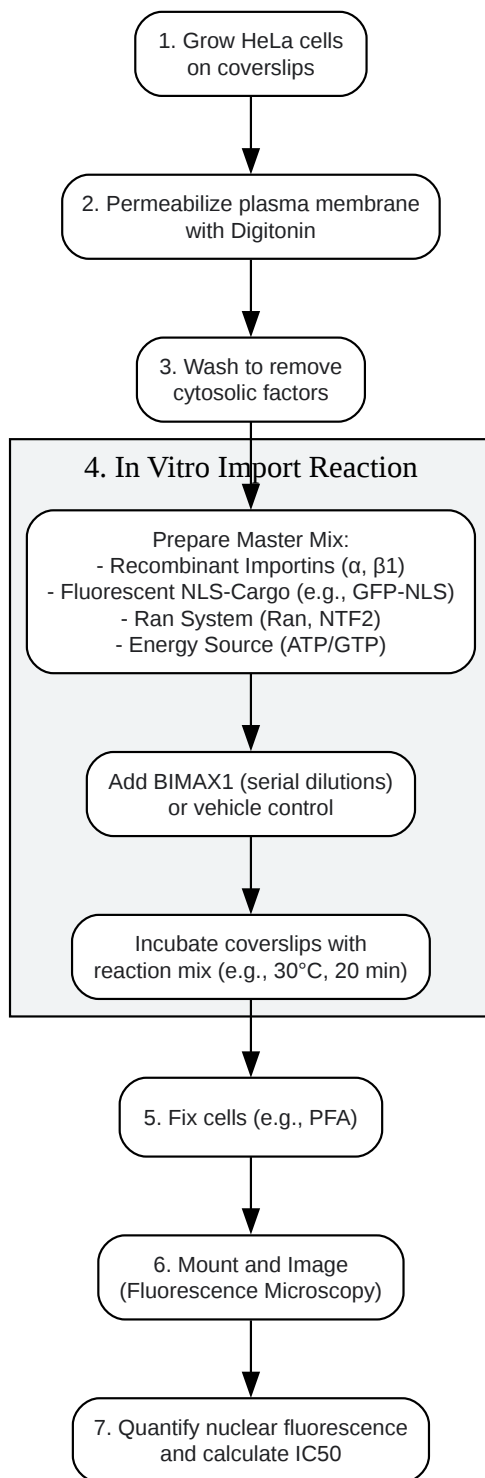 1. Grow HeLa cells
on coverslips
2. Permeabilize plasma membrane
with Digitonin
3. Wash to remove
cytosolic factors
4. In Vitro Import Reaction
Prepare Master Mix:
- Recombinant Importins (α, β1)
- Fluorescent NLS-Cargo (e.g., GFP-NLS)
- Ran System (Ran, NTF2)
- Energy Source (ATP/GTP)
Add BIMAX1 (serial dilutions)
or vehicle control
Incubate coverslips with
reaction mix (e.g., 30°C, 20 min)
5. Fix cells (e.g., PFA)
6. Mount and Image
(Fluorescence Microscopy)
7. Quantify nuclear fluorescence
and calculate IC50